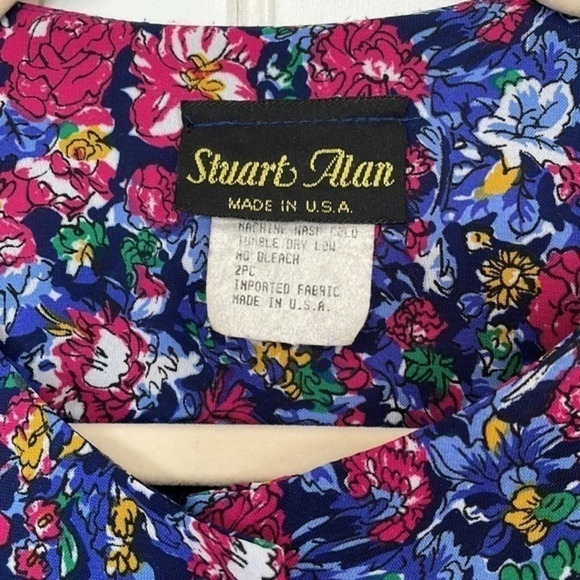 Stuart Alan
MADE IN U.S.A.
MACHINE WASH COLD
TUMBLE DRY LOW
NO BLEACH
2PC
IMPORTED FABRIC
MADE IN U.S.A.